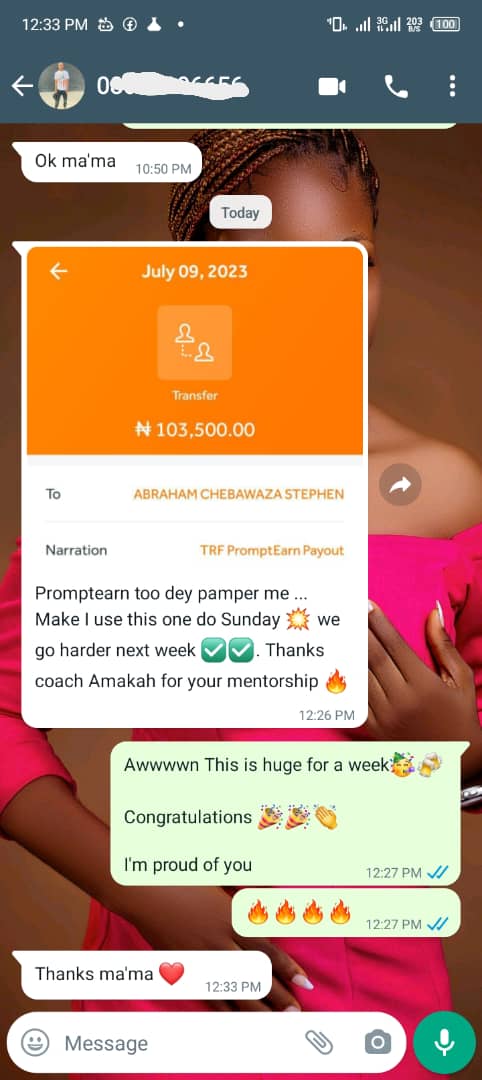 12:33 PM
3G
203 B/S
100
Ok ma'ma
10:50 PM
Today
July 09, 2023
Transfer
₦ 103,500.00
To ABRAHAM CHEBAWAZA STEPHEN
Narration TRF PromptEarn Payout
Promptearn too dey pamper me ...
Make I use this one do Sunday 💥 we
go harder next week ✅✅. Thanks
coach Amakah for your mentorship 🔥
12:26 PM
Awwwwn This is huge for a week🥳🍻
Congratulations 🎉🎉👏
I'm proud of you
12:27 PM
🔥🔥🔥🔥
12:27 PM
Thanks ma'ma ❤️
12:33 PM
Message